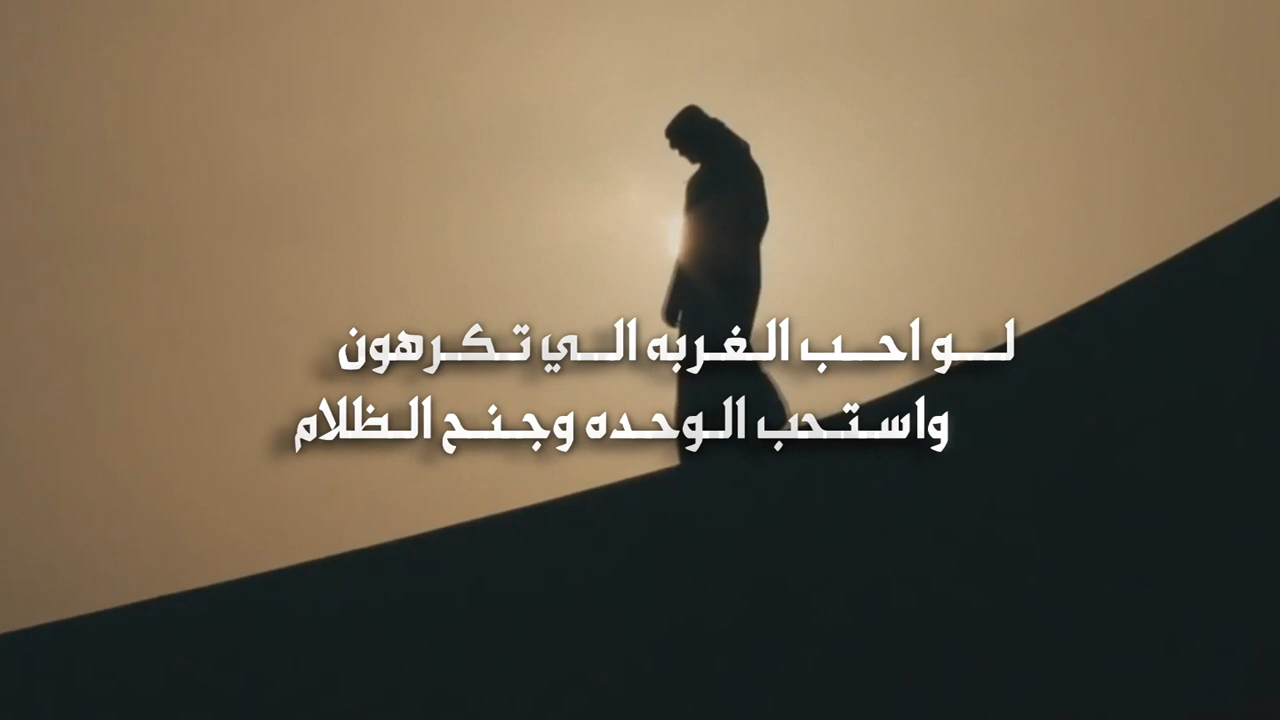 لو احب الغربه الي تكرهون
واستحب الوحده وجنح الظلام